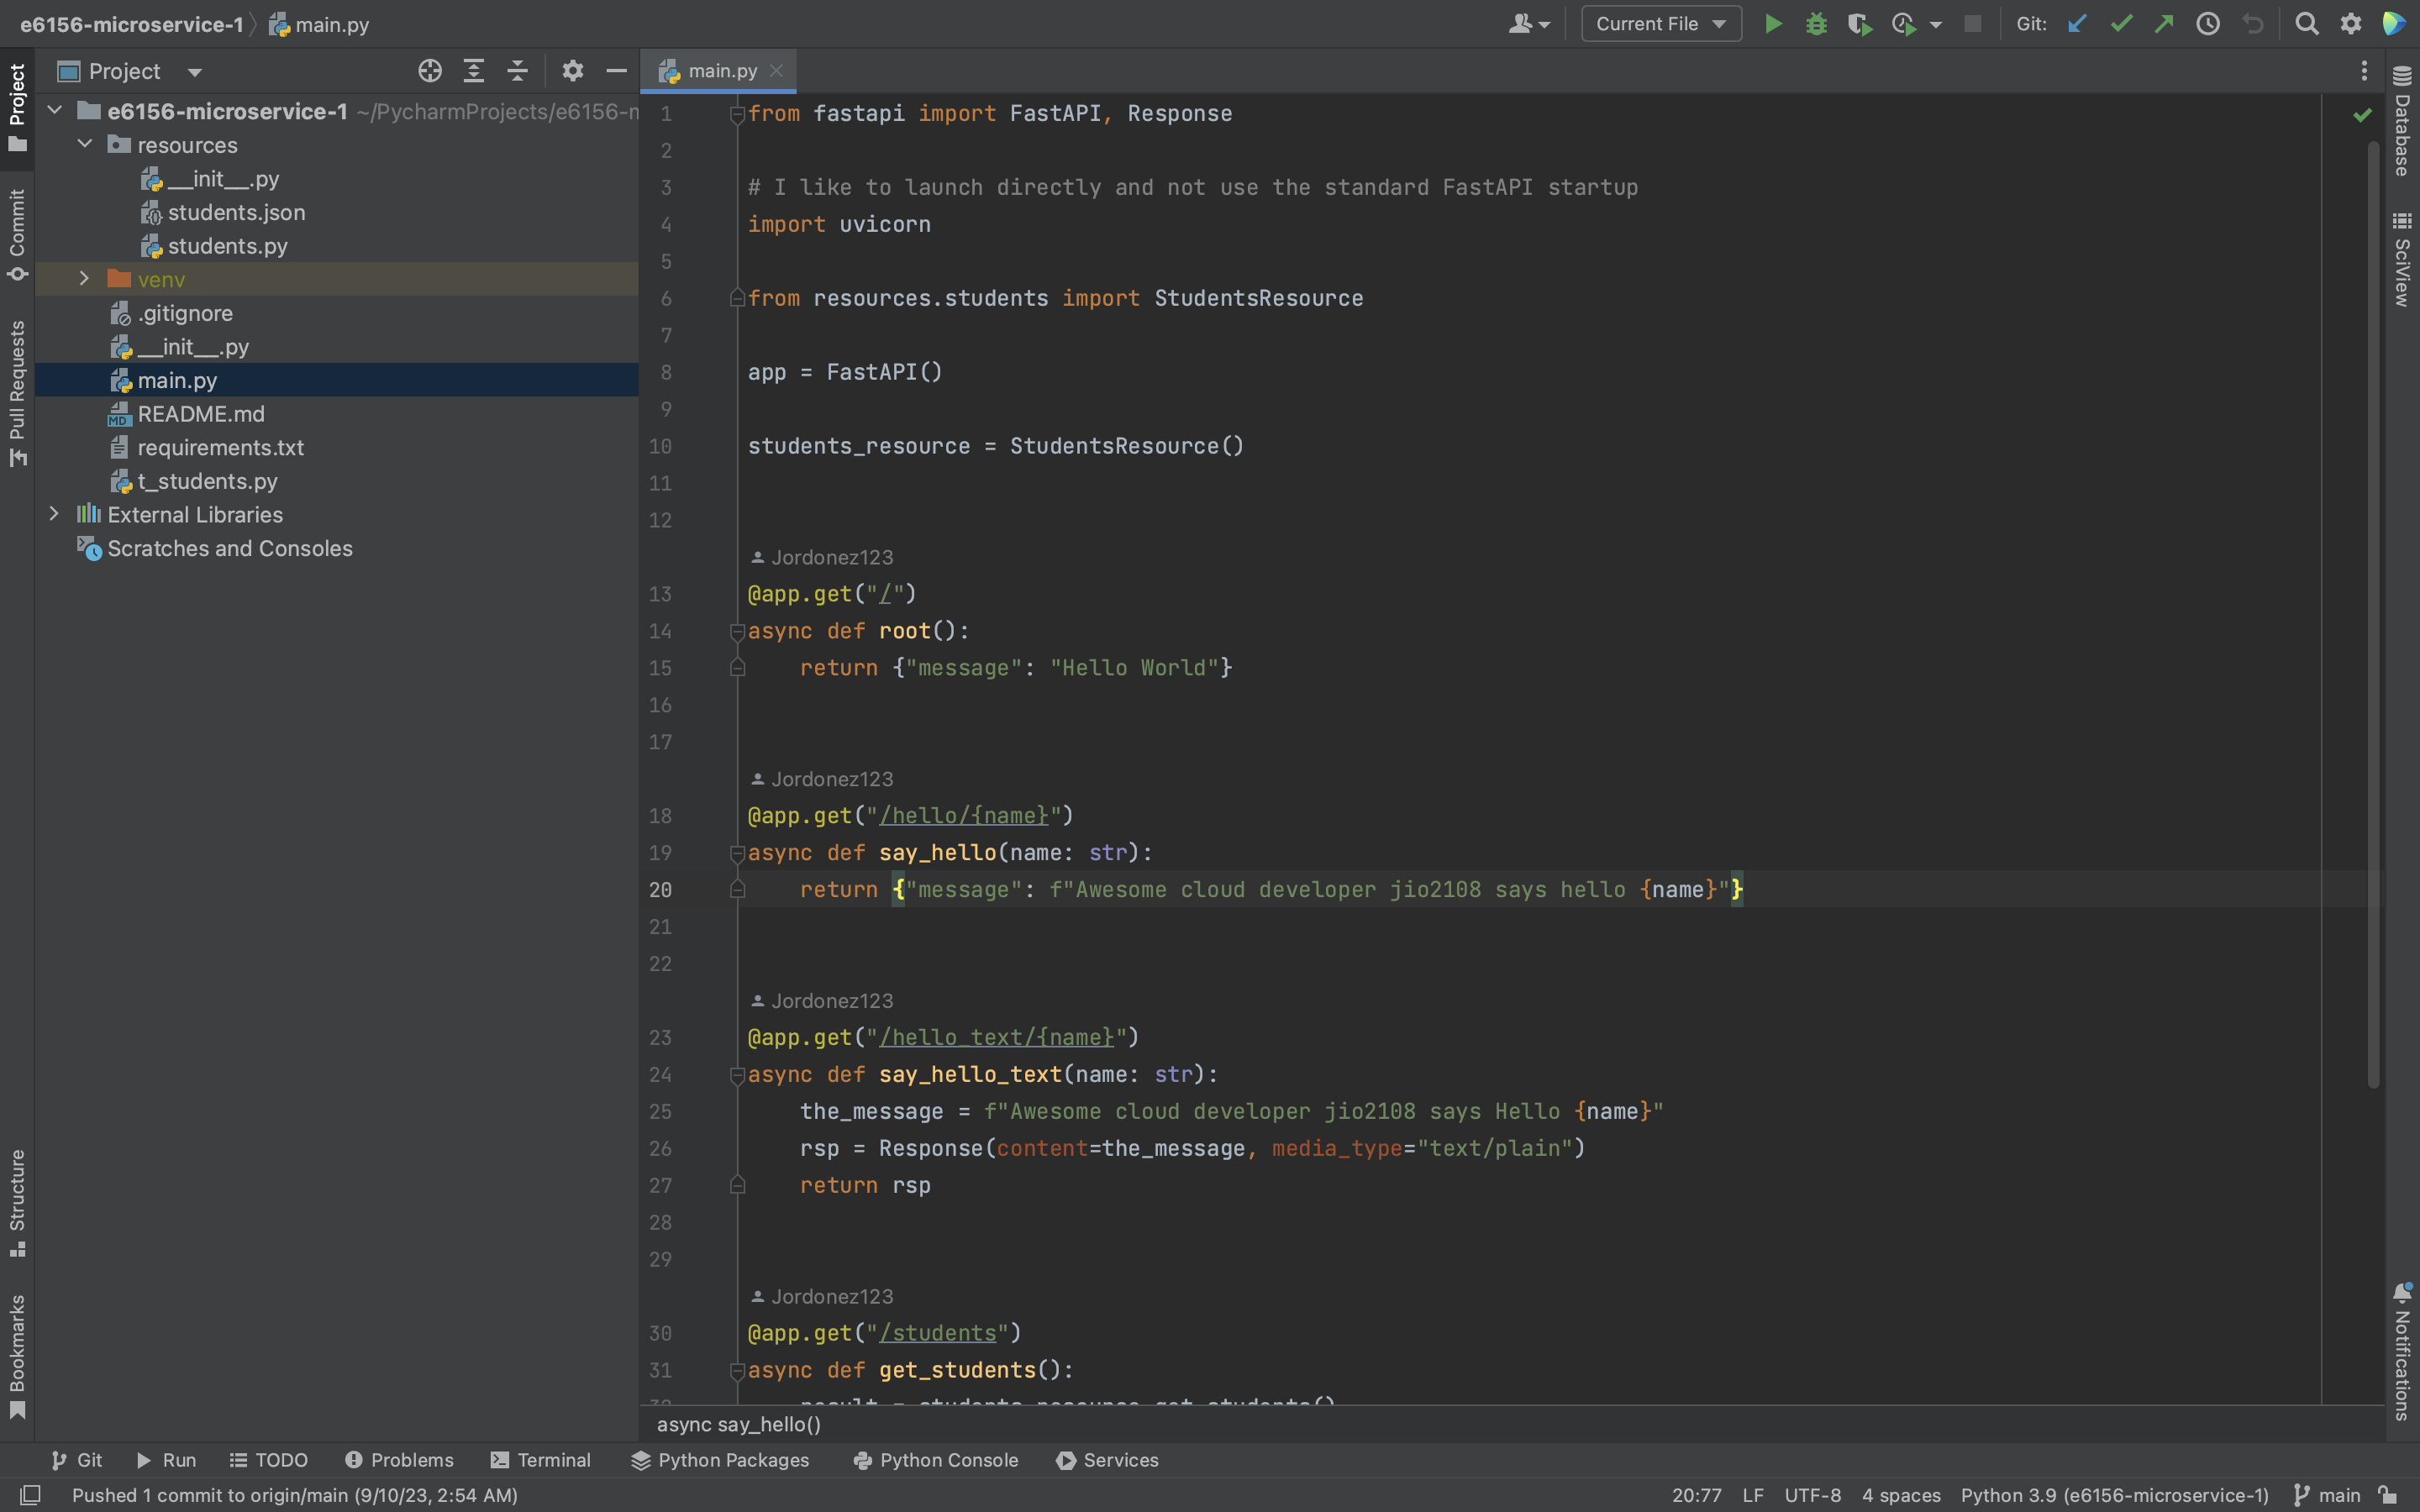 e6156-microservice-1 main.py
Current File
Git:
Project
main.py
e6156-microservice-1 ~/PycharmProjects/e6156-m
resources
__init__.py
students.json
students.py
venv
.gitignore
__init__.py
main.py
README.md
requirements.txt
t_students.py
External Libraries
Scratches and Consoles
Project
Commit
Pull Requests
Structure
Bookmarks
1 from fastapi import FastAPI, Response
2
3 # I like to launch directly and not use the standard FastAPI startup
4 import uvicorn
5
6 from resources.students import StudentsResource
7
8 app = FastAPI()
9
10 students_resource = StudentsResource()
11
12
Jordonez123
13 @app.get("/")
14 async def root():
15     return {"message": "Hello World"}
16
17
Jordonez123
18 @app.get("/hello/{name}")
19 async def say_hello(name: str):
20     return {"message": f"Awesome cloud developer jio2108 says hello {name}"}
21
22
Jordonez123
23 @app.get("/hello_text/{name}")
24 async def say_hello_text(name: str):
25     the_message = f"Awesome cloud developer jio2108 says Hello {name}"
26     rsp = Response(content=the_message, media_type="text/plain")
27     return rsp
28
29
Jordonez123
30 @app.get("/students")
31 async def get_students():
32     result = students_resource.get_students()
async say_hello()
Database
SciView
Notifications
Git Run TODO Problems Terminal Python Packages Python Console Services
Pushed 1 commit to origin/main (9/10/23, 2:54 AM)
20:77 LF UTF-8 4 spaces Python 3.9 (e6156-microservice-1) main